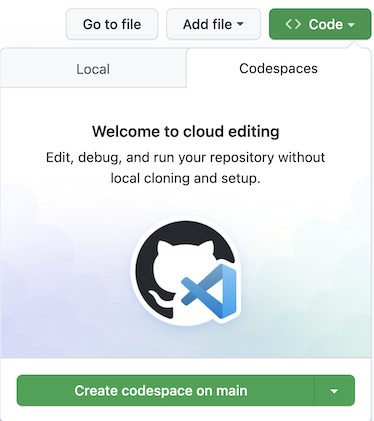 Go to file Add file <> Code
Local Codespaces
Welcome to cloud editing
Edit, debug, and run your repository without
local cloning and setup.
Create codespace on main